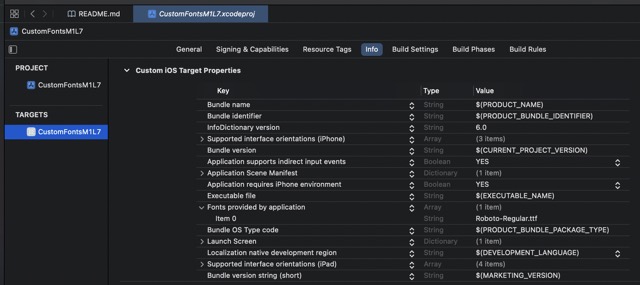 README.md CustomFontsM1L7.xcodeproj
CustomFontsM1L7
General Signing & Capabilities Resource Tags Info Build Settings Build Phases Build Rules
PROJECT
CustomFontsM1L7
TARGETS
CustomFontsM1L7
Custom iOS Target Properties
Key Type Value
Bundle name String $(PRODUCT_NAME)
Bundle identifier String $(PRODUCT_BUNDLE_IDENTIFIER)
InfoDictionary version String 6.0
Supported interface orientations (iPhone) Array (3 items)
Bundle version String $(CURRENT_PROJECT_VERSION)
Application supports indirect input events Boolean YES
Application Scene Manifest Dictionary (1 item)
Application requires iPhone environment Boolean YES
Executable file String $(EXECUTABLE_NAME)
Fonts provided by application Array (1 item)
Item 0 String Roboto-Regular.ttf
Bundle OS Type code String $(PRODUCT_BUNDLE_PACKAGE_TYPE)
Launch Screen Dictionary (1 item)
Localization native development region String $(DEVELOPMENT_LANGUAGE)
Supported interface orientations (iPad) Array (4 items)
Bundle version string (short) String $(MARKETING_VERSION)